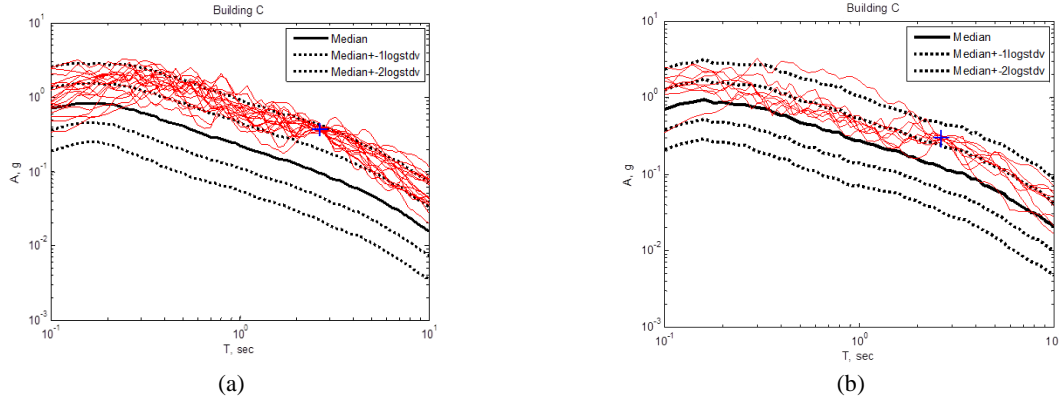 Building C
10^1
Median
Median+-1logstdv
Median+-2logstdv
10^0
A, g
10^-1
10^-2
10^-3
10^-1
10^0
10^1
T, sec
(a)
Building C
10^1
Median
Median+-1logstdv
Median+-2logstdv
10^0
A, g
10^-1
10^-2
10^-3
10^-1
10^0
10^1
T, sec
(b)